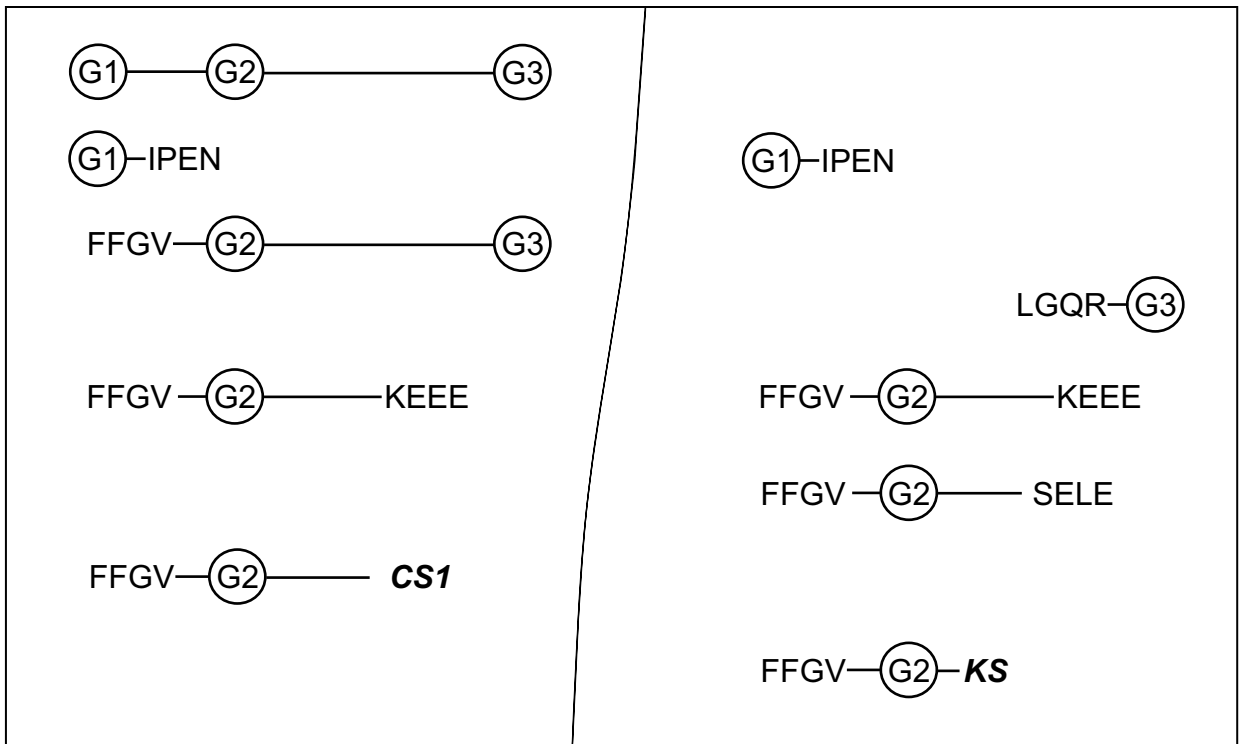 G1 G2 G3
G1 IPEN
FFGV G2 G3
FFGV G2 KEEE
FFGV G2 CS1
G1 IPEN
LGQR G3
FFGV G2 KEEE
FFGV G2 SELE
FFGV G2 KS